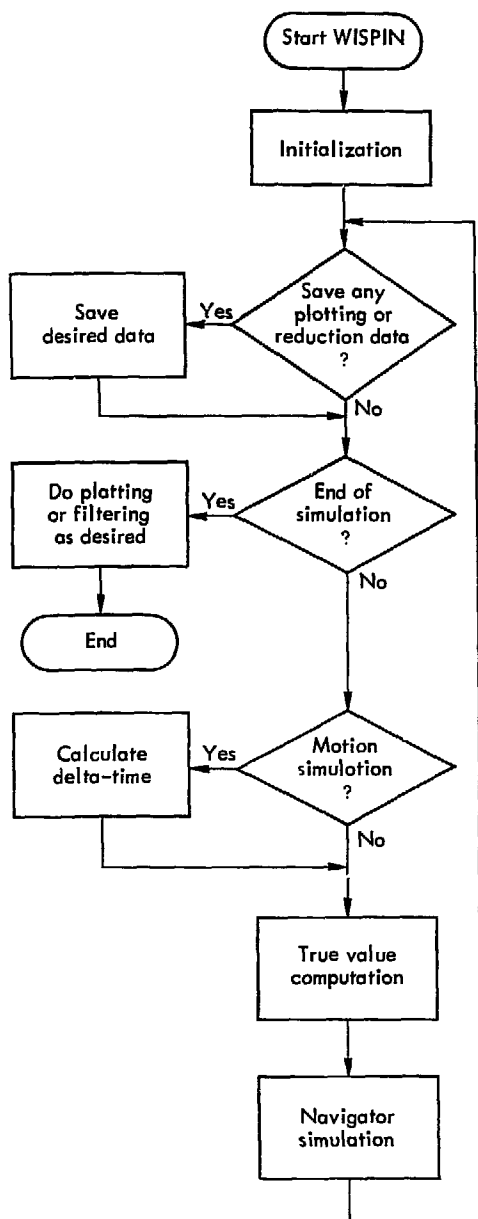 Start WISPIN
Initialization
Save any
plotting or
reduction data
?
Yes
Save
desired data
No
End of
simulation
?
Yes
Do platting
or filtering
as desired
No
End
Motion
simulotion
?
Yes
Calculate
delta-time
No
True value
computation
Navigator
simulation